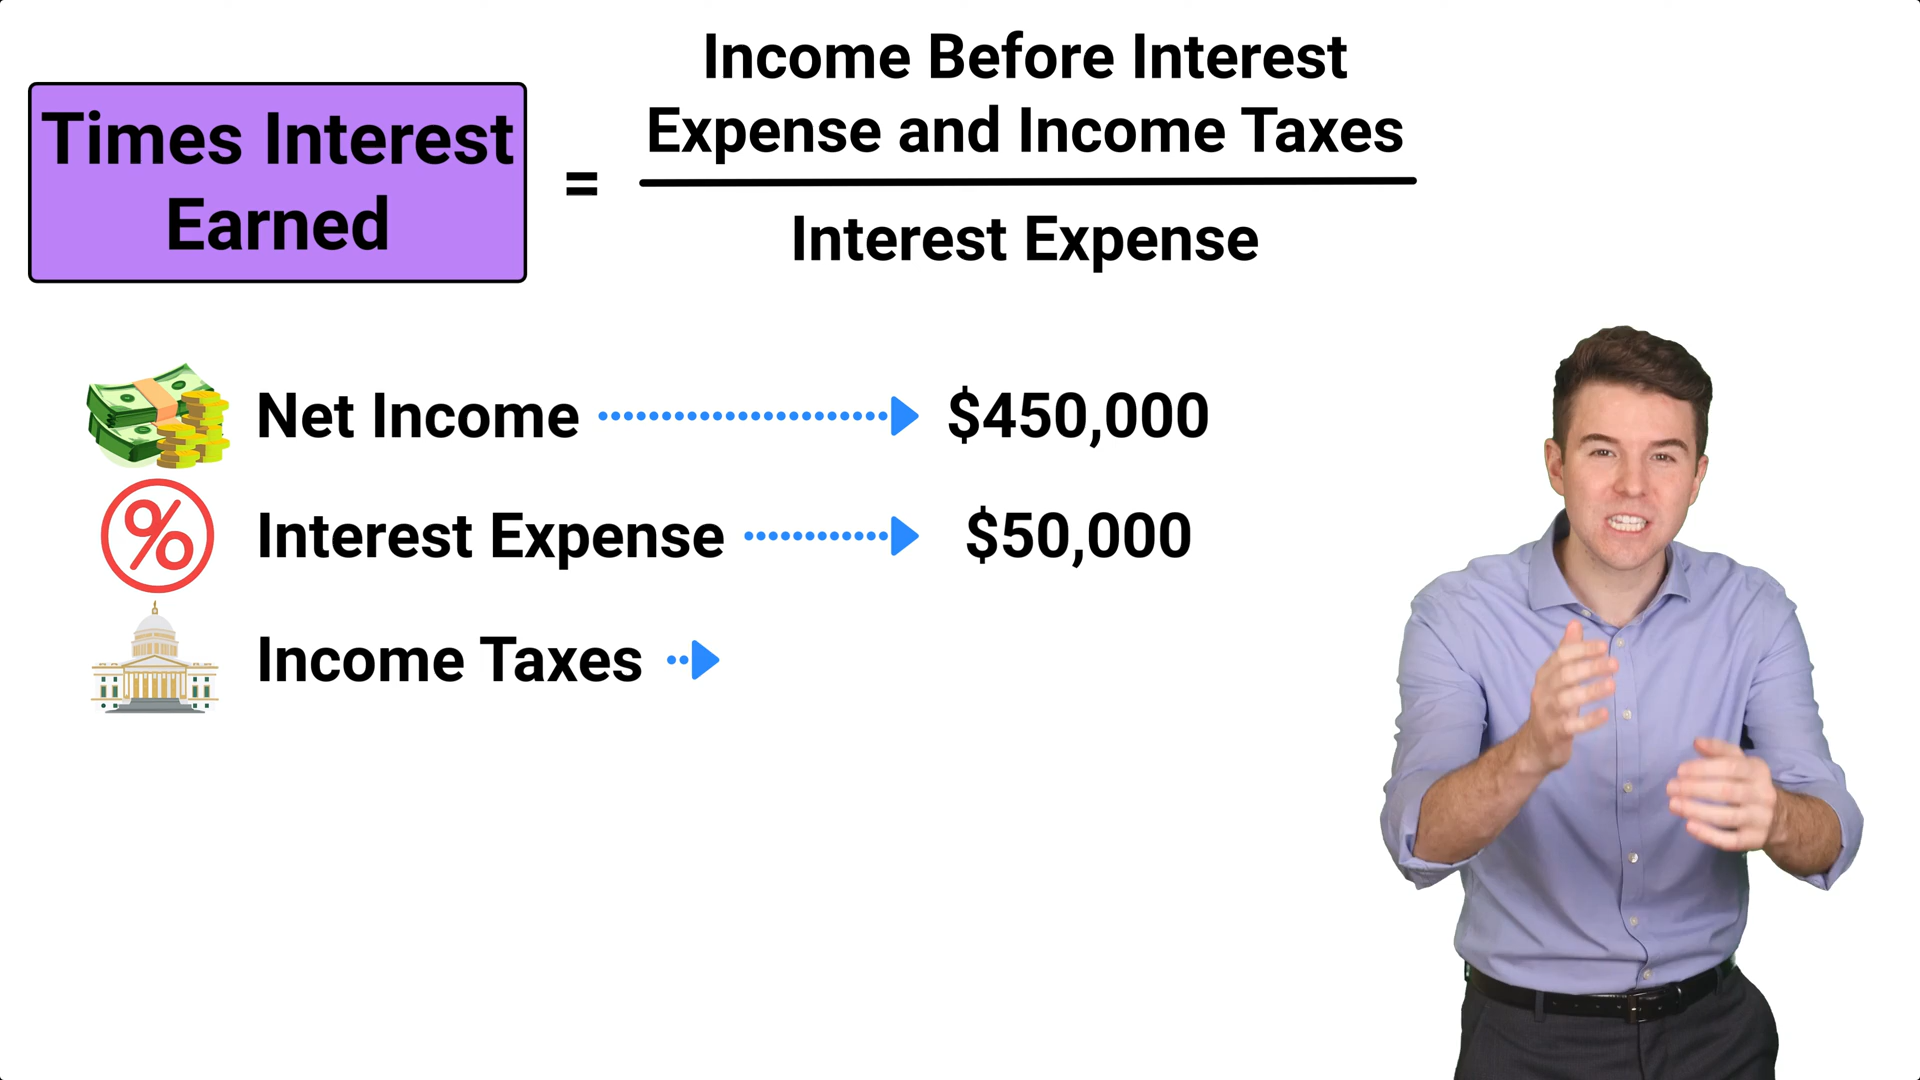 Income Before Interest
Expense and Income Taxes
Times Interest
Earned
=
Interest Expense
Net Income $450,000
Interest Expense $50,000
Income Taxes